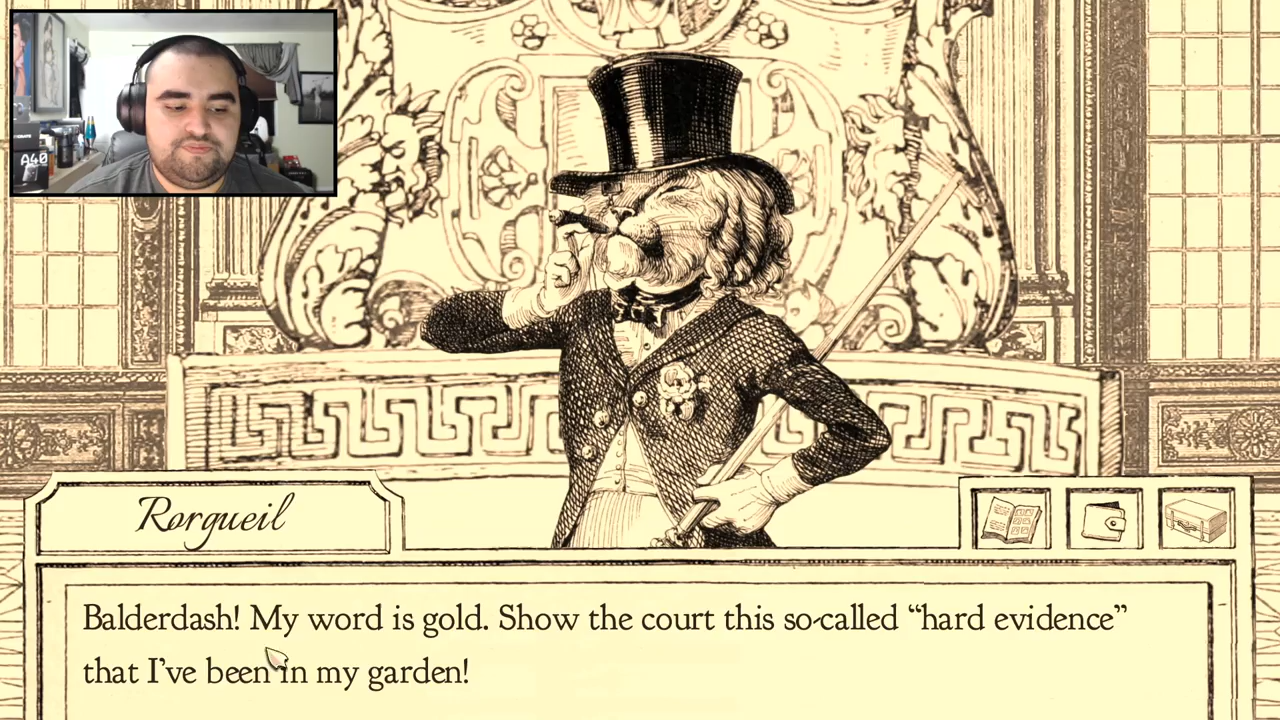 A40
Rorgueil
Balderdash! My word is gold. Show the court this so-called “hard evidence”
that I’ve been in my garden!